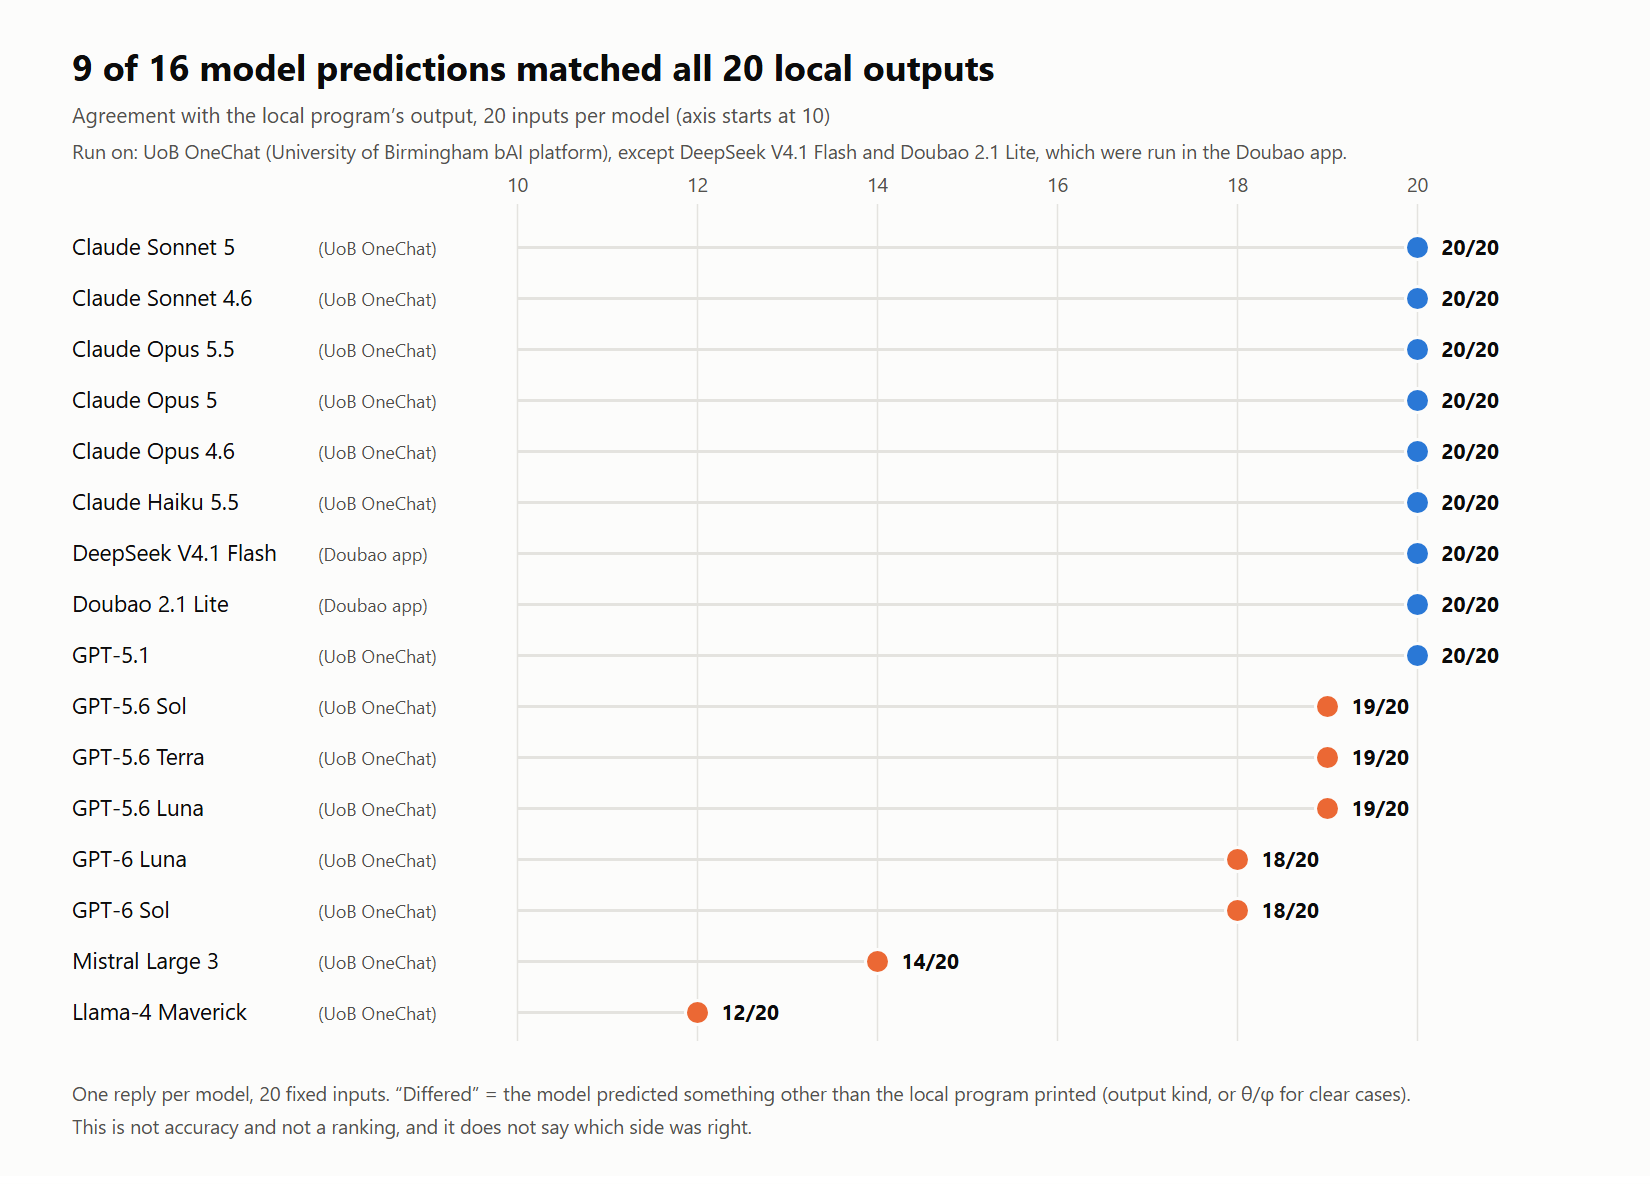 9 of 16 model predictions matched all 20 local outputs
Agreement with the local program’s output, 20 inputs per model (axis starts at 10)
Run on: UoB OneChat (University of Birmingham bAI platform), except DeepSeek V4.1 Flash and Doubao 2.1 Lite, which were run in the Doubao app.
10 12 14 16 18 20
Claude Sonnet 5 (UoB OneChat) 20/20
Claude Sonnet 4.6 (UoB OneChat) 20/20
Claude Opus 5.5 (UoB OneChat) 20/20
Claude Opus 5 (UoB OneChat) 20/20
Claude Opus 4.6 (UoB OneChat) 20/20
Claude Haiku 5.5 (UoB OneChat) 20/20
DeepSeek V4.1 Flash (Doubao app) 20/20
Doubao 2.1 Lite (Doubao app) 20/20
GPT-5.1 (UoB OneChat) 20/20
GPT-5.6 Sol (UoB OneChat) 19/20
GPT-5.6 Terra (UoB OneChat) 19/20
GPT-5.6 Luna (UoB OneChat) 19/20
GPT-6 Luna (UoB OneChat) 18/20
GPT-6 Sol (UoB OneChat) 18/20
Mistral Large 3 (UoB OneChat) 14/20
Llama-4 Maverick (UoB OneChat) 12/20
One reply per model, 20 fixed inputs. “Differed” = the model predicted something other than the local program printed (output kind, or θ/φ for clear cases).
This is not accuracy and not a ranking, and it does not say which side was right.